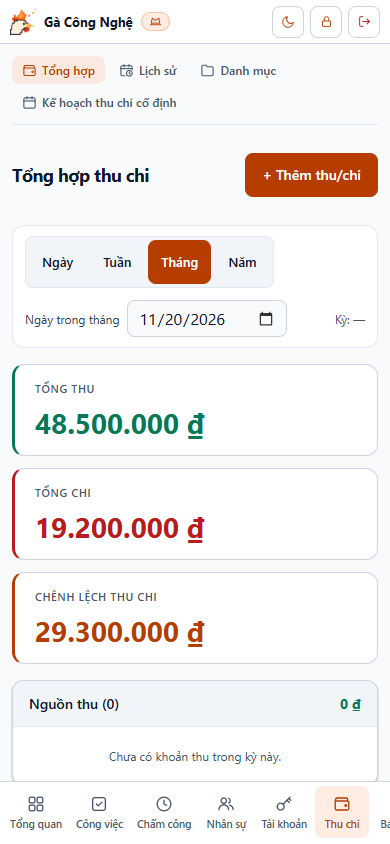 Gà Công Nghệ
Tổng hợp
Lịch sử
Danh mục
Kế hoạch thu chi cố định
Tổng hợp thu chi
+ Thêm thu/chi
Ngày
Tuần
Tháng
Năm
Ngày trong tháng
11/20/2026
Kỳ: —
TỔNG THU
48.500.000 ₫
TỔNG CHI
19.200.000 ₫
CHÊNH LỆCH THU CHI
29.300.000 ₫
Nguồn thu (0)
0 ₫
Chưa có khoản thu trong kỳ này.
Tổng quan
Công việc
Chấm công
Nhân sự
Tài khoản
Thu chi